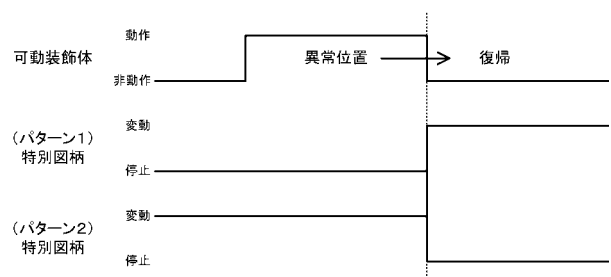 動作
可動装飾体
異常位置
復帰
非動作
(パターン1)
特別図柄
変動
停止
(パターン2)
特別図柄
変動
停止